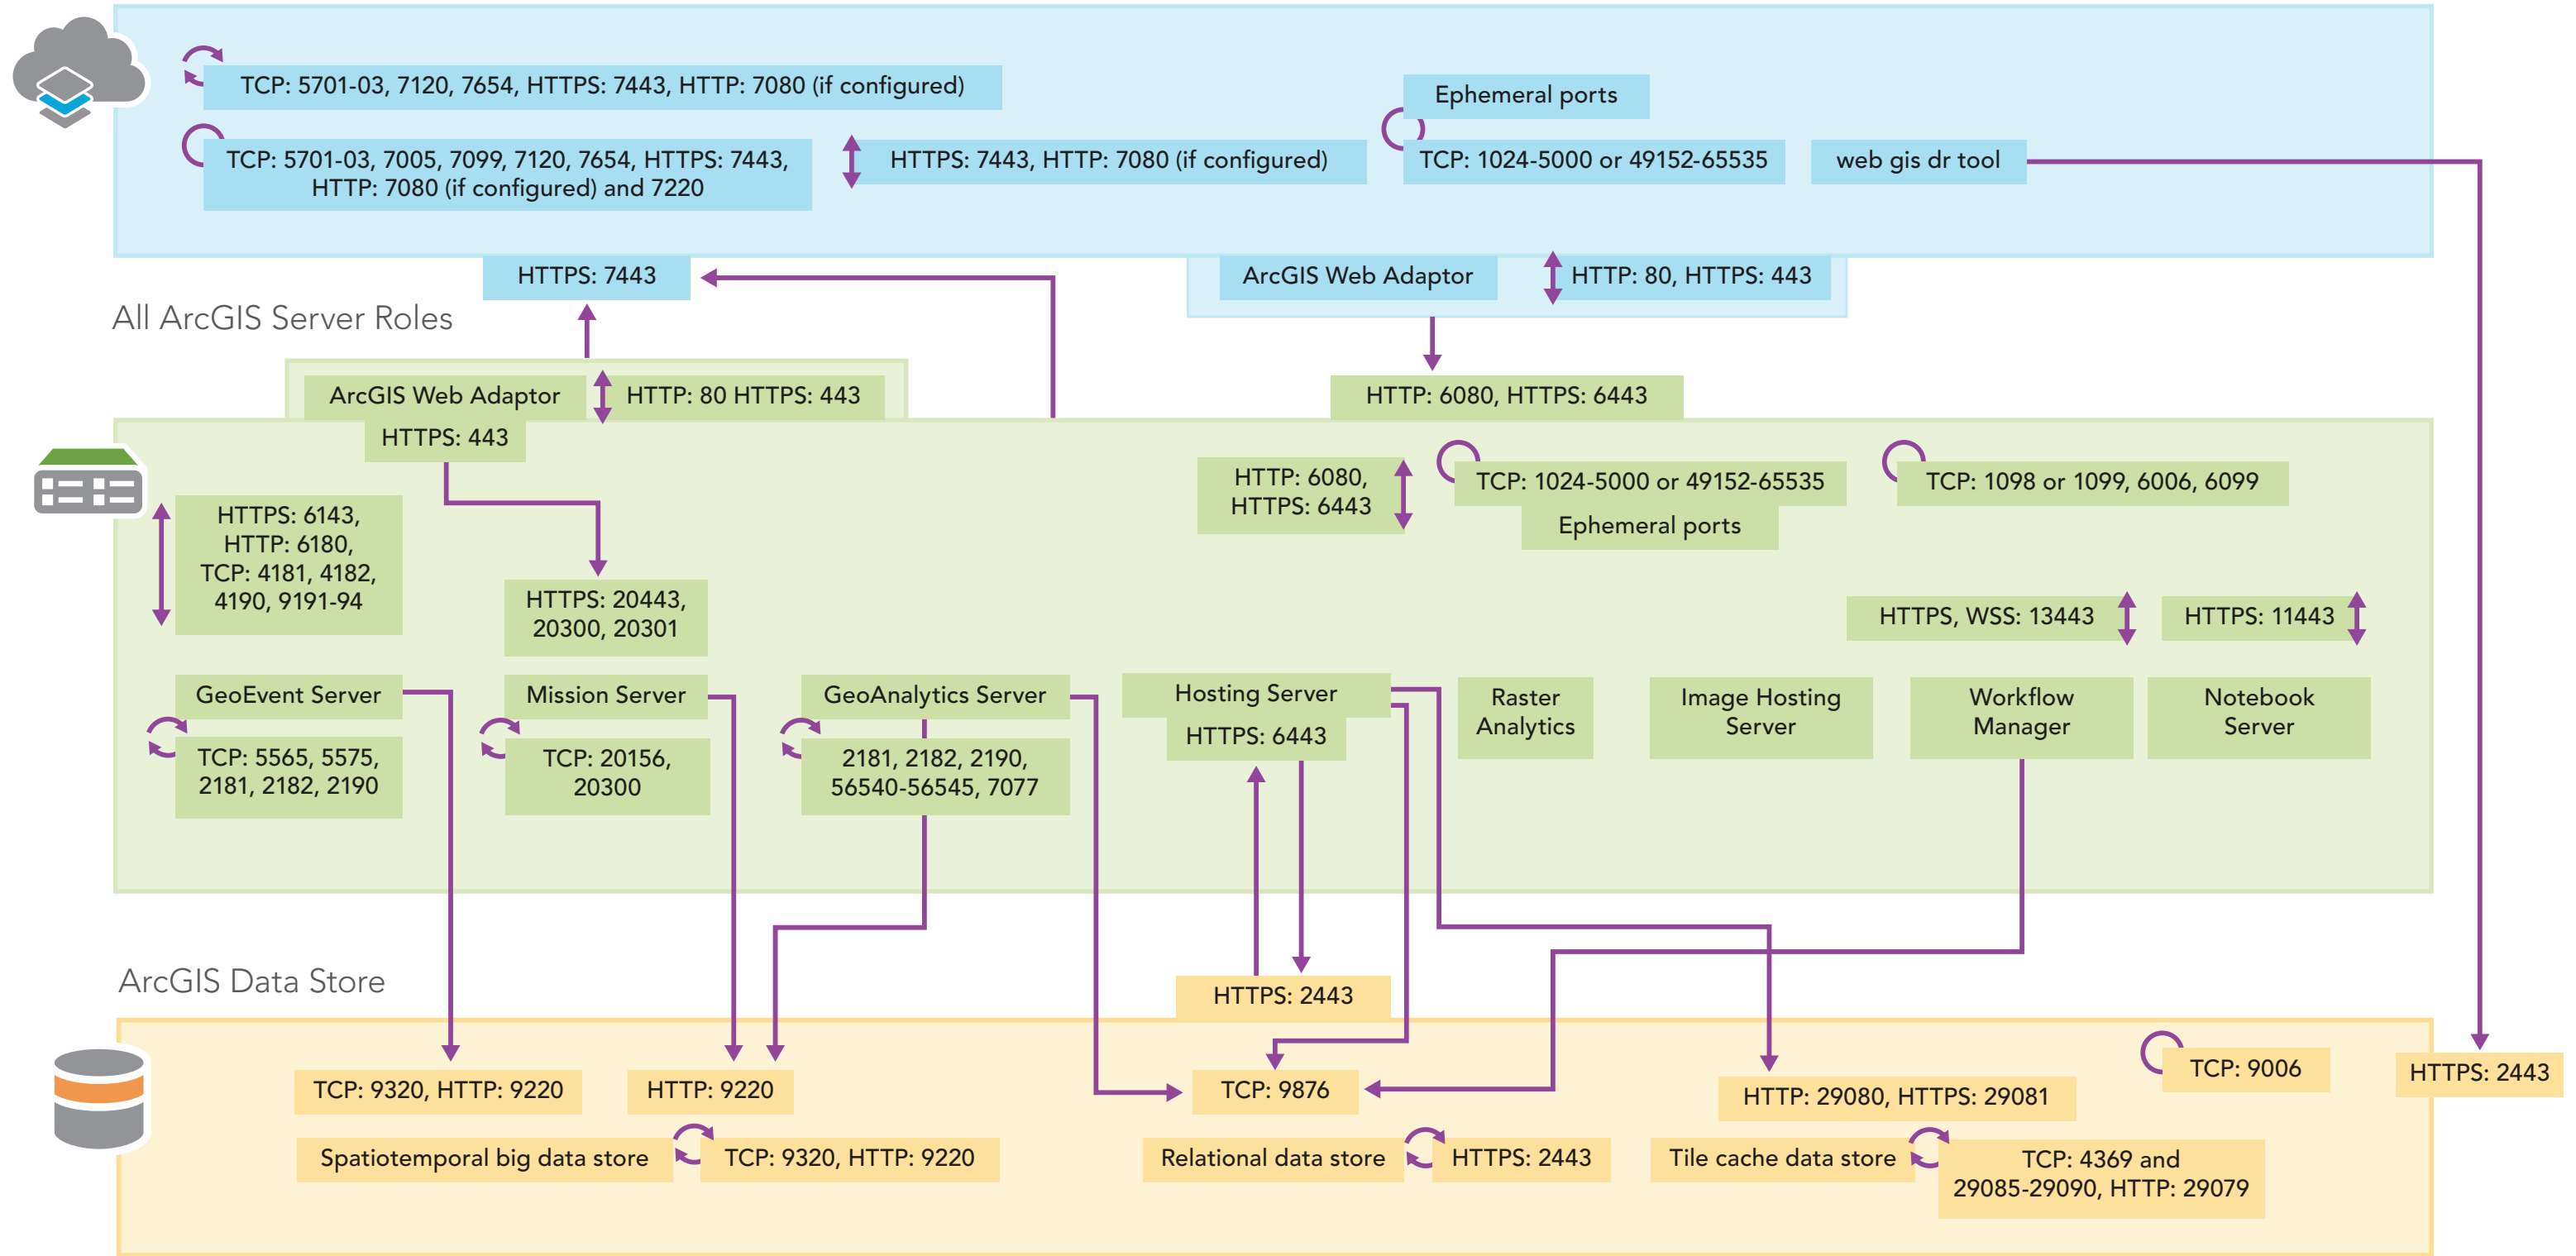 TCP: 5701-03, 7120, 7654, HTTPS: 7443, HTTP: 7080 (if configured)
Ephemeral ports
TCP: 5701-03, 7005, 7099, 7120, 7654, HTTPS: 7443,
HTTP: 7080 (if configured) and 7220
HTTPS: 7443, HTTP: 7080 (if configured)
TCP: 1024-5000 or 49152-65535
web gis dr tool
HTTPS: 7443
ArcGIS Web Adaptor
HTTP: 80, HTTPS: 443
All ArcGIS Server Roles
ArcGIS Web Adaptor
HTTP: 80 HTTPS: 443
HTTP: 6080, HTTPS: 6443
HTTPS: 443
HTTP: 6080,
HTTPS: 6443
TCP: 1024-5000 or 49152-65535
Ephemeral ports
TCP: 1098 or 1099, 6006, 6099
HTTPS: 6143,
HTTP: 6180,
TCP: 4181, 4182,
4190, 9191-94
HTTPS: 20443,
20300, 20301
HTTPS, WSS: 13443
HTTPS: 11443
GeoEvent Server
Mission Server
GeoAnalytics Server
Hosting Server
HTTPS: 6443
Raster
Analytics
Image Hosting
Server
Workflow
Manager
Notebook
Server
TCP: 5565, 5575,
2181, 2182, 2190
TCP: 20156,
20300
2181, 2182, 2190,
56540-56545, 7077
ArcGIS Data Store
HTTPS: 2443
TCP: 9320, HTTP: 9220
HTTP: 9220
TCP: 9876
HTTP: 29080, HTTPS: 29081
TCP: 9006
HTTPS: 2443
Spatiotemporal big data store
TCP: 9320, HTTP: 9220
Relational data store
HTTPS: 2443
Tile cache data store
TCP: 4369 and
29085-29090, HTTP: 29079